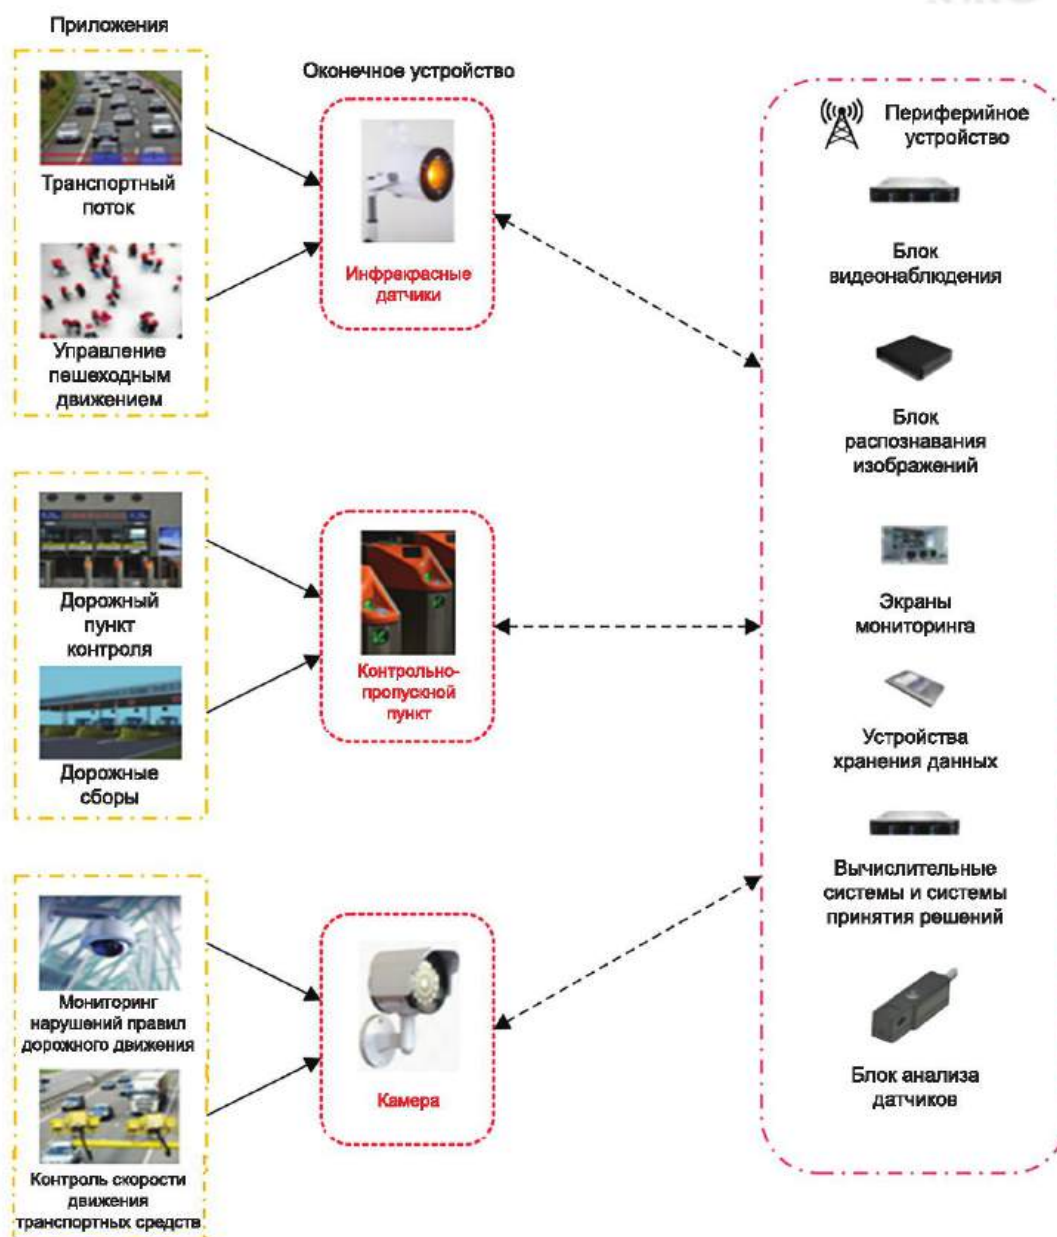 Приложения
Транспортный
поток
Управление
пешеходным
движением
Дорожный
пункт
контроля
Дорожные
сборы
Мониторинг
нарушений правил
дорожного движения
Контроль скорости
движения
транспортных средств
Оконечное устройство
Инфракрасные
датчики
Контрольно-
пропускной
пункт
Камера
Периферийное
устройство
Блок
видеонаблюдения
Блок
распознавания
изображений
Экраны
мониторинга
Устройства
хранения данных
Вычислительные
системы и системы
принятия решений
Блок анализа
датчиков